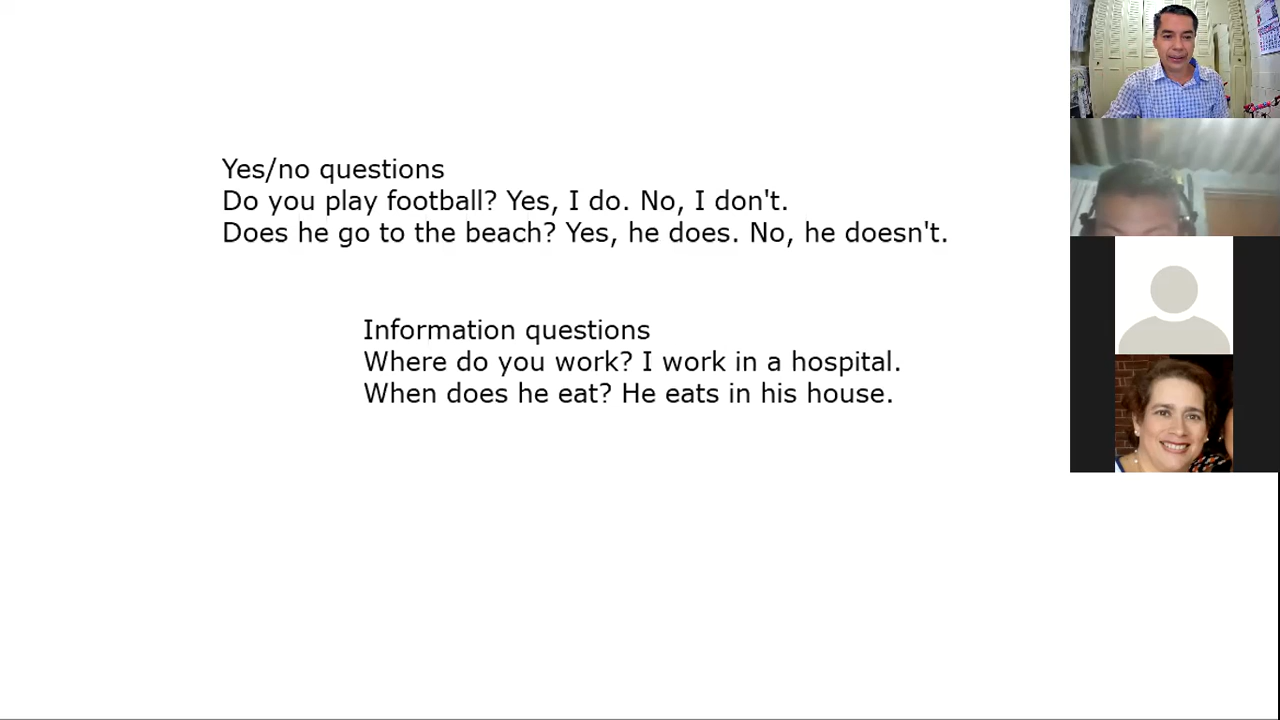 Yes/no questions
Do you play football? Yes, I do. No, I don't.
Does he go to the beach? Yes, he does. No, he doesn't.
Information questions
Where do you work? I work in a hospital.
When does he eat? He eats in his house.